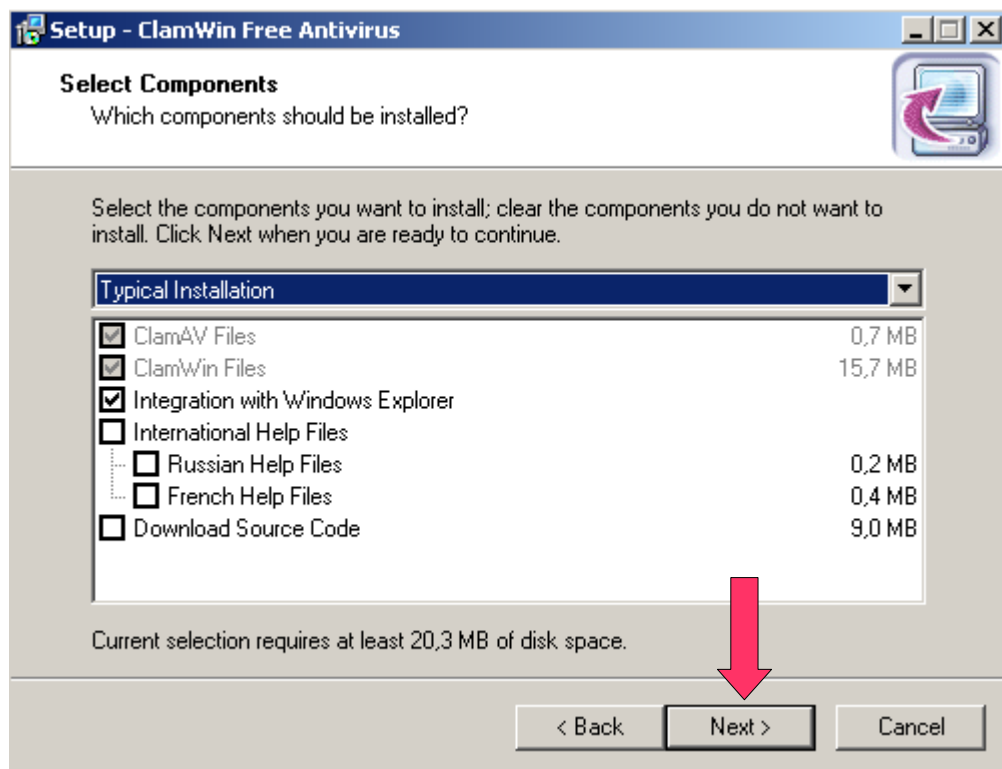 Setup - ClamWin Free Antivirus
Select Components
Which components should be installed?
Select the components you want to install; clear the components you do not want to
install. Click Next when you are ready to continue.
Typical Installation
ClamAV Files 0,7 MB
ClamWin Files 15,7 MB
Integration with Windows Explorer
International Help Files
Russian Help Files 0,2 MB
French Help Files 0,4 MB
Download Source Code 9,0 MB
Current selection requires at least 20,3 MB of disk space.
< Back Next > Cancel